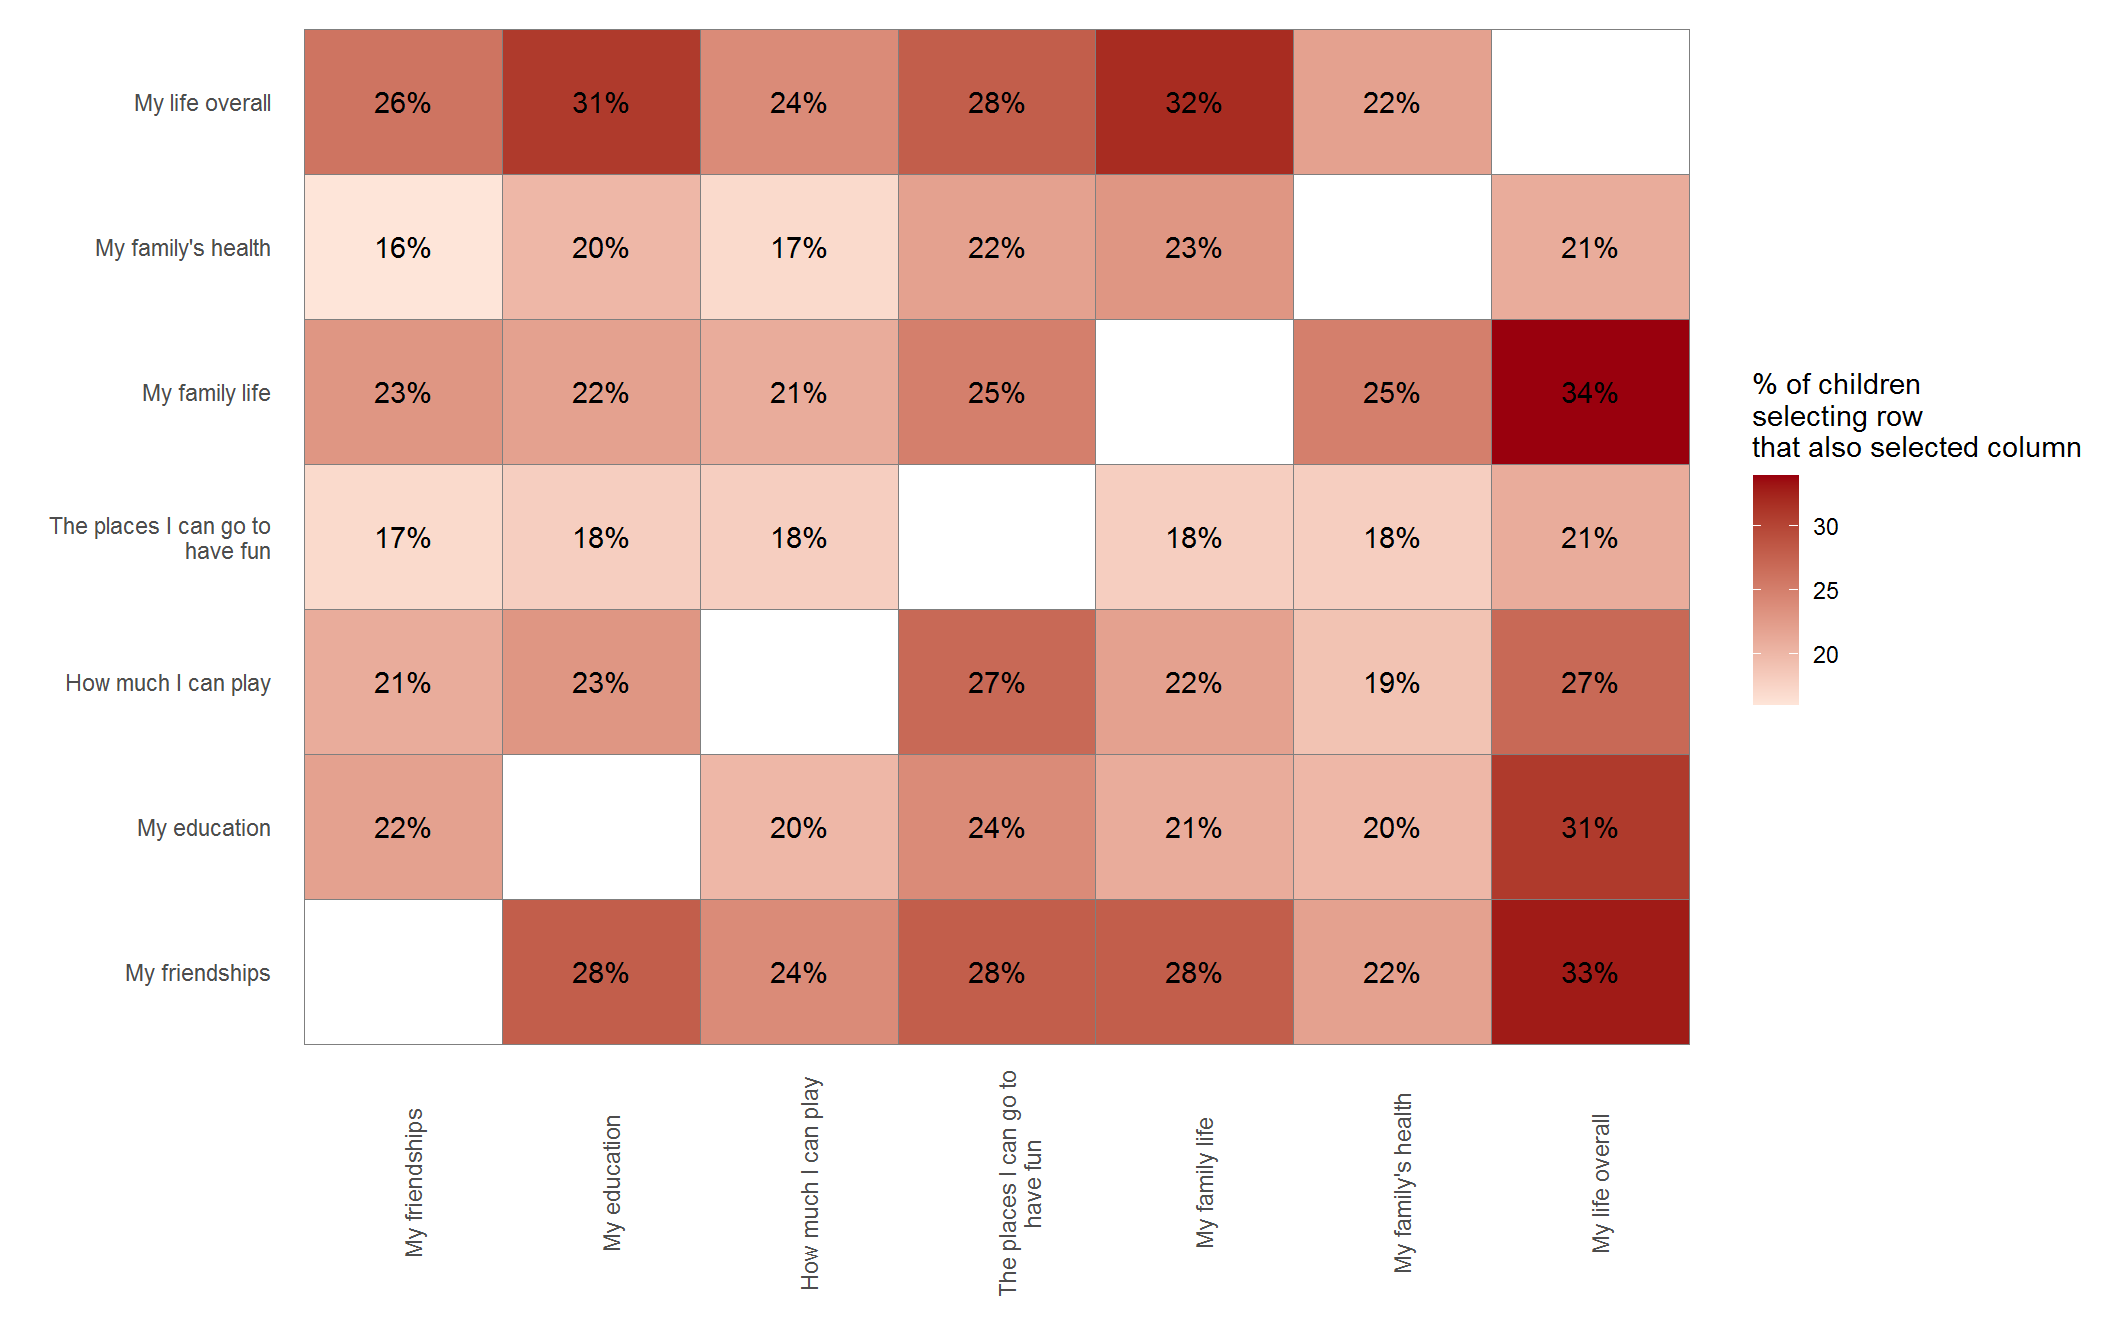 My life overall
26%
31%
24%
28%
32%
22%
My family's health
16%
20%
17%
22%
23%
21%
My family life
23%
22%
21%
25%
25%
34%
The places I can go to
have fun
17%
18%
18%
18%
18%
21%
How much I can play
21%
23%
27%
22%
19%
27%
My education
22%
20%
24%
21%
20%
31%
My friendships
28%
24%
28%
28%
22%
33%
My friendships
My education
How much I can play
The places I can go to
have fun
My family life
My family's health
My life overall
% of children
selecting row
that also selected column
30
25
20